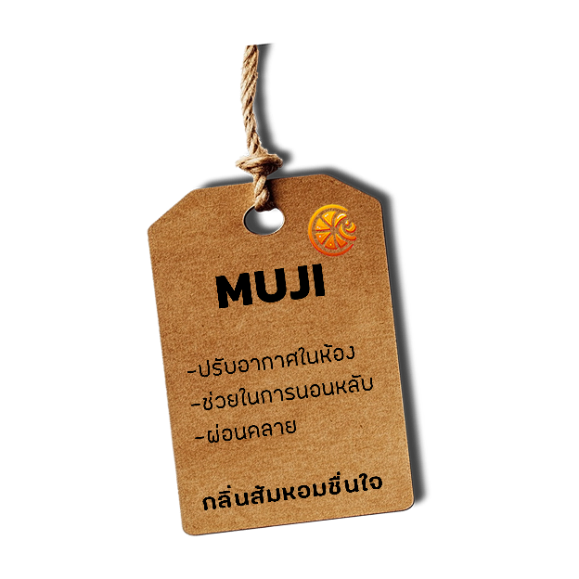 MUJI
-ปรับอากาศในห้อง
-ช่วยในการนอนหลับ
-ผ่อนคลาย
กลิ่นส้มหอมชื่นใจ